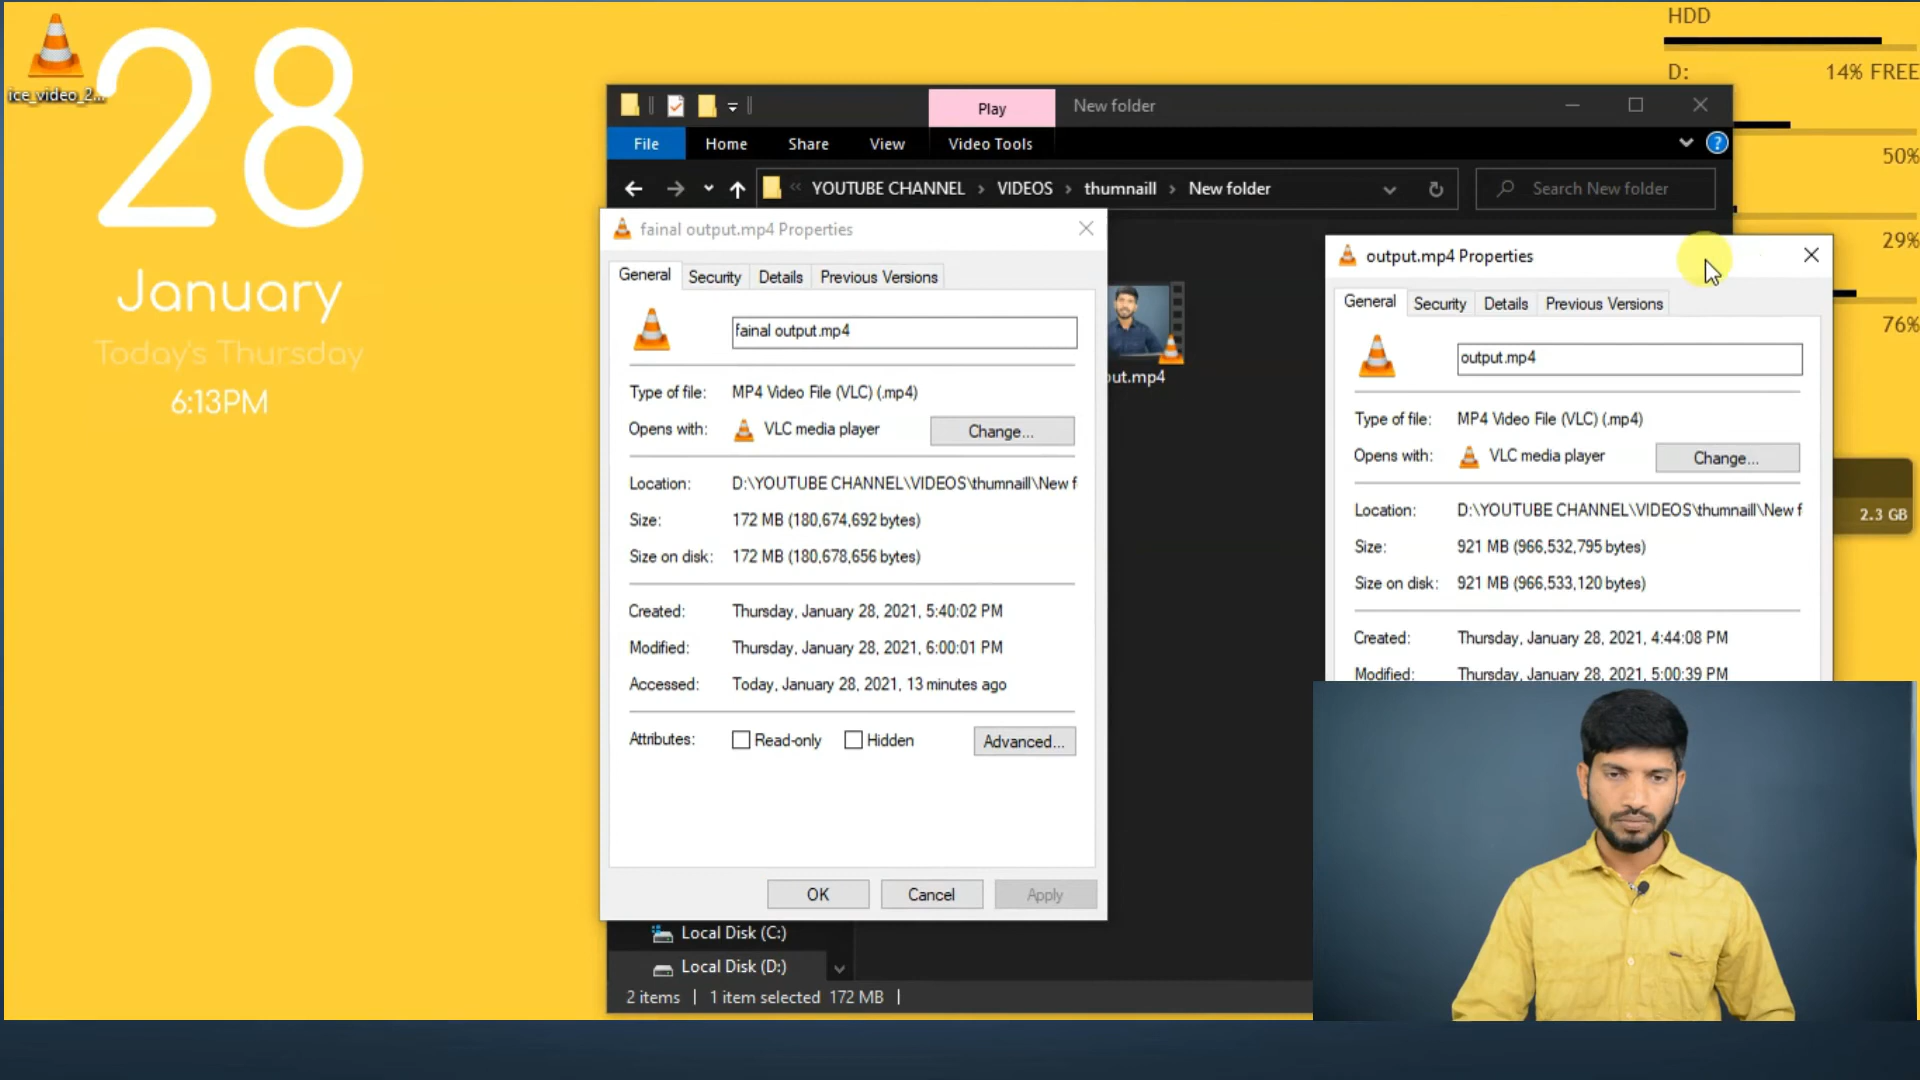 28
January
Today's Thursday
6:13PM
ice_video_2...
HDD
D: 14% FREE
50%
29%
76%
2.3 GB
Play New folder
File Home Share View Video Tools
« YOUTUBE CHANNEL › VIDEOS › thumnaill › New folder
Search New folder
fainal output.mp4 Properties
General Security Details Previous Versions
fainal output.mp4
Type of file: MP4 Video File (VLC) (.mp4)
Opens with: VLC media player Change...
Location: D:\YOUTUBE CHANNEL\VIDEOS\thumnaill\New f
Size: 172 MB (180,674,692 bytes)
Size on disk: 172 MB (180,678,656 bytes)
Created: Thursday, January 28, 2021, 5:40:02 PM
Modified: Thursday, January 28, 2021, 6:00:01 PM
Accessed: Today, January 28, 2021, 13 minutes ago
Attributes: Read-only Hidden Advanced...
OK Cancel Apply
put.mp4
output.mp4 Properties
General Security Details Previous Versions
output.mp4
Type of file: MP4 Video File (VLC) (.mp4)
Opens with: VLC media player Change...
Location: D:\YOUTUBE CHANNEL\VIDEOS\thumnaill\New f
Size: 921 MB (966,532,795 bytes)
Size on disk: 921 MB (966,533,120 bytes)
Created: Thursday, January 28, 2021, 4:44:08 PM
Modified: Thursday, January 28, 2021, 5:00:39 PM
Local Disk (C:)
Local Disk (D:)
2 items | 1 item selected 172 MB |